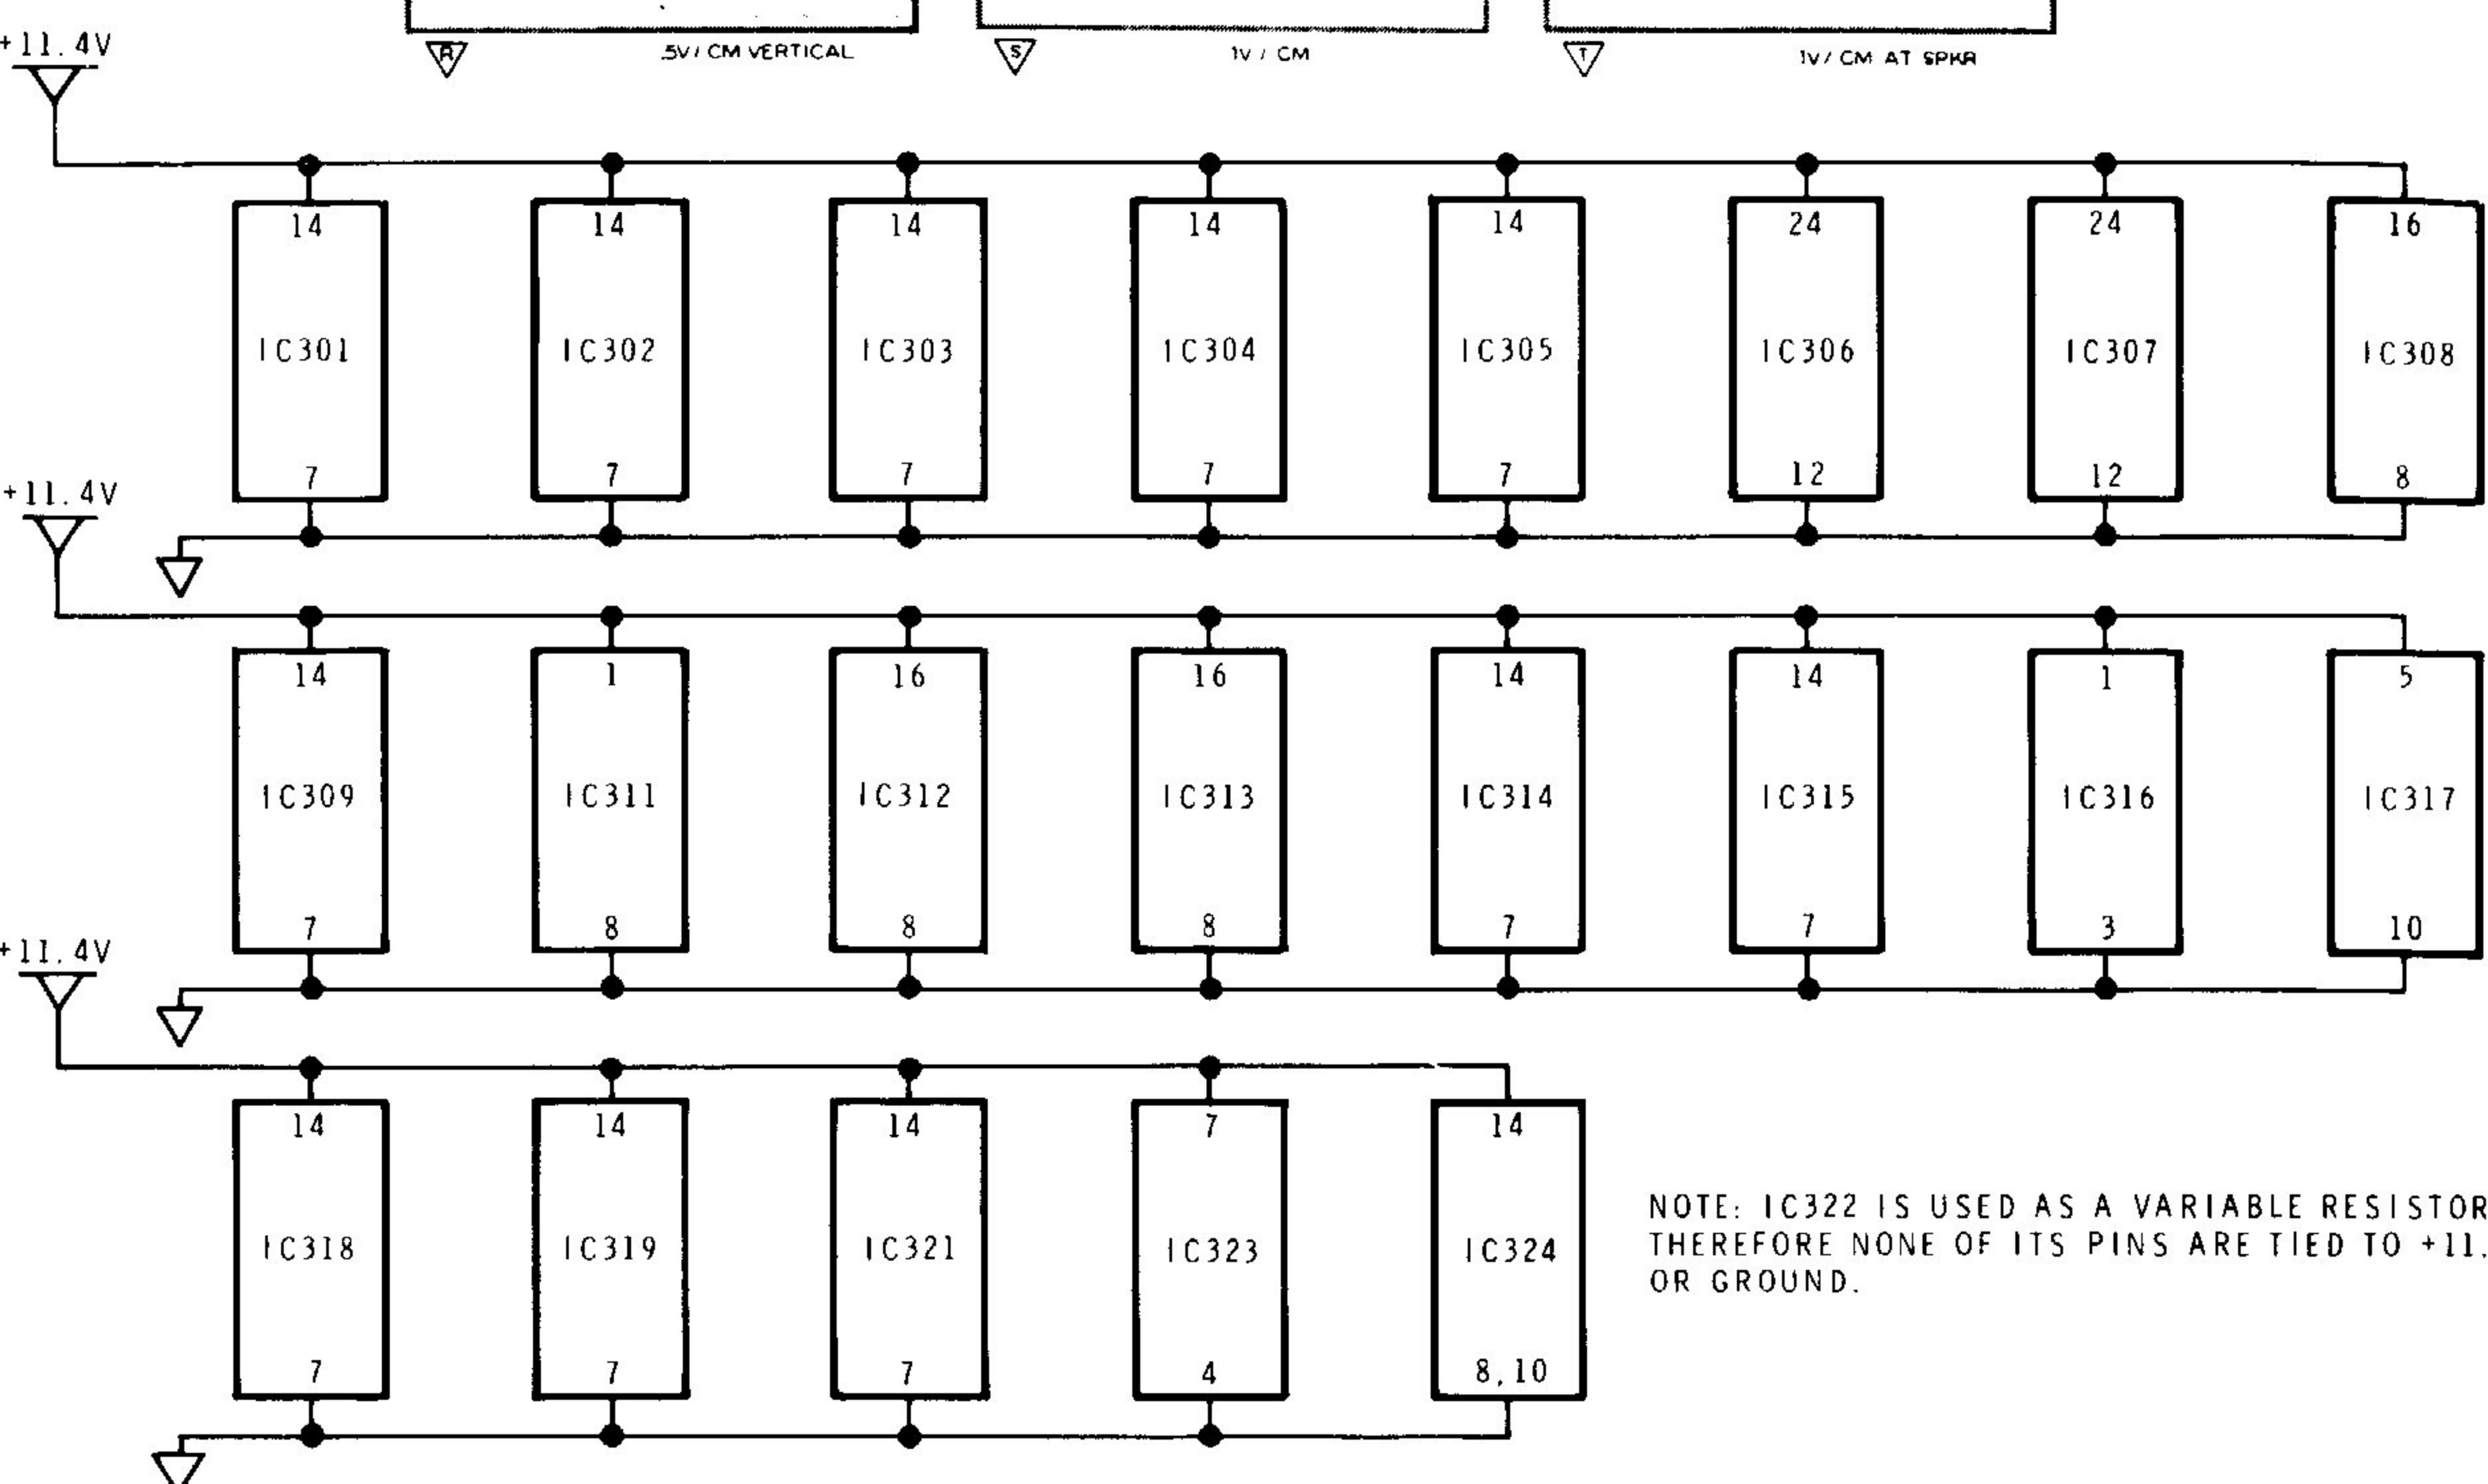 +11.4V
R .5V/CM VERTICAL S 1V/CM T 1V/CM AT SPKR
14 14 14 14 14 24 24 16
IC301 IC302 IC303 IC304 IC305 IC306 IC307 IC308
7 7 7 7 7 12 12 8
+11.4V
14 1 16 16 14 14 1 5
IC309 IC311 IC312 IC313 IC314 IC315 IC316 IC317
7 8 8 8 7 7 3 10
+11.4V
14 14 14 7 14
IC318 IC319 IC321 IC323 IC324
7 7 7 4 8,10
NOTE: IC322 IS USED AS A VARIABLE RESISTOR
THEREFORE NONE OF ITS PINS ARE TIED TO +11.
OR GROUND.